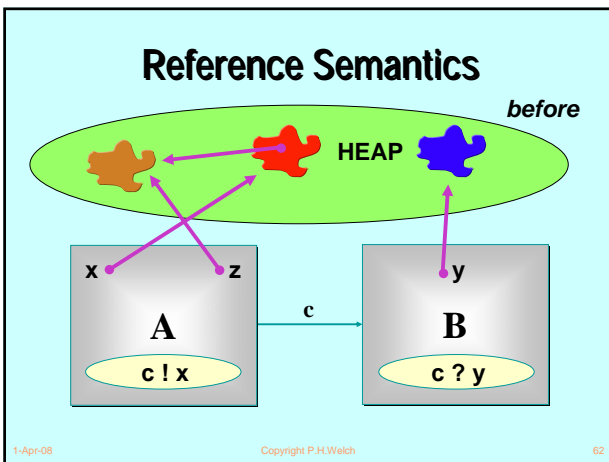 Reference Semantics
before
HEAP
x
z
y
c
A
B
c ! x
c ? y
1-Apr-08
Copyright P.H.Welch
62